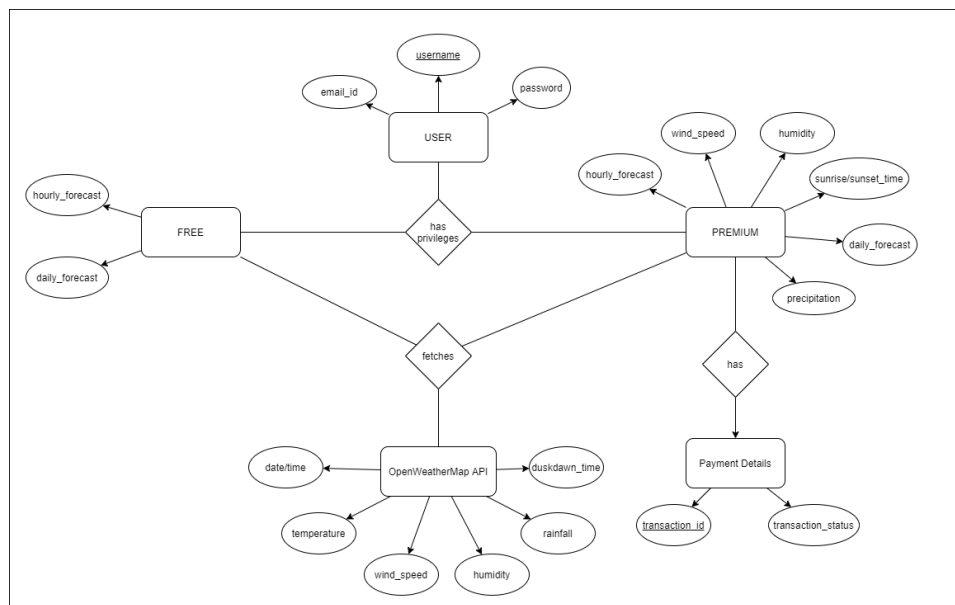 username
email_id
password
USER
wind_speed
humidity
hourly_forecast
sunrise/sunset_time
hourly_forecast
FREE
has
privileges
PREMIUM
daily_forecast
daily_forecast
precipitation
fetches
has
date/time
OpenWeatherMap API
duskdawn_time
Payment Details
temperature
rainfall
transaction_id
transaction_status
wind_speed
humidity